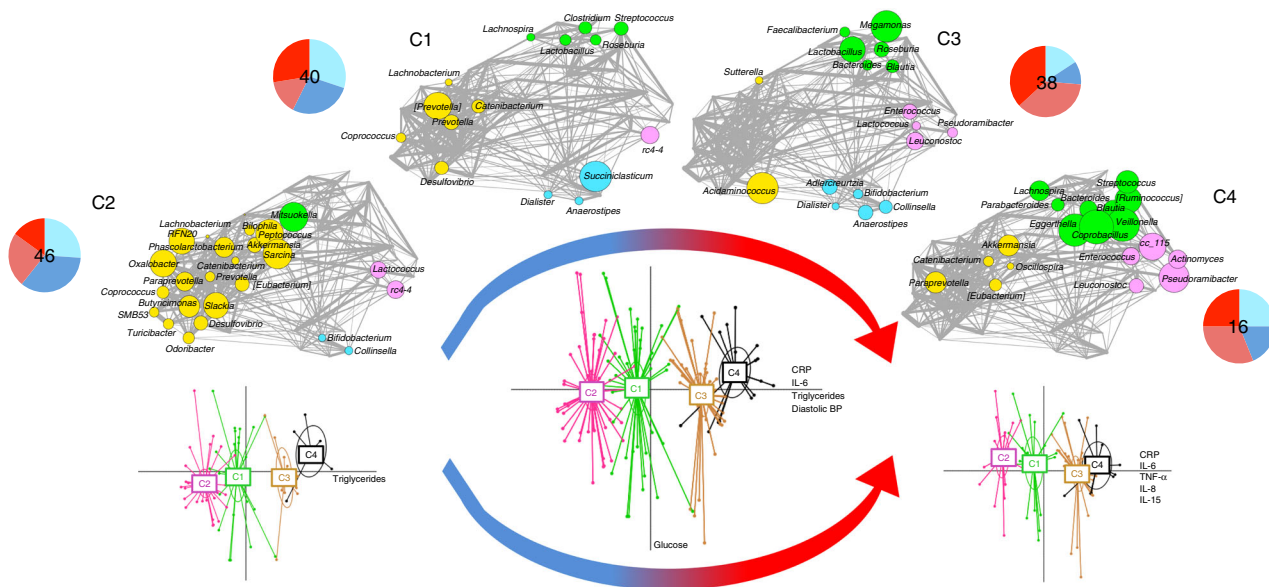 C1
40
Lachnospira
Clostridium
Streptococcus
Lactobacillus
Roseburia
Lachnobacterium
[Prevotella]
Catenibacterium
Prevotella
Coprococcus
Desulfovibrio
rc4-4
Succiniclasticum
Dialister
Anaerostipes
C3
38
Faecalibacterium
Megamonas
Lactobacillus
Roseburia
Bacteroides
Blautia
Sutterella
Enterococcus
Lactococcus
Pseudoramibacter
Leuconostoc
Acidaminococcus
Adlercreurtzia
Bifidobacterium
Dialister
Collinsella
Anaerostipes
C2
46
Lachnobacterium
Mitsuokella
RFN20
Bilophila
Peptococcus
Phascolarctobacterium
Akkermansia
Sarcina
Oxalobacter
Catenibacterium
Paraprevotella
Prevotella
[Eubacterium]
Coprococcus
Butyricimonas
Slackia
SMB53
Desulfovibrio
Turicibacter
Odoribacter
Lactococcus
rc4-4
Bifidobacterium
Collinsella
C4
16
Streptococcus
Lachnospira
Bacteroides
[Ruminococcus]
Parabacteroides
Blautia
Veillonella
Eggerthella
Coprobacillus
cc_115
Akkermansia
Enterococcus
Actinomyces
Catenibacterium
Oscillospira
Pseudoramibacter
Paraprevotella
Leuconostoc
[Eubacterium]
C2
C1
C3
C4
Triglycerides
C2
C1
C3
C4
CRP
IL-6
Triglycerides
Diastolic BP
Glucose
C2
C1
C3
C4
CRP
IL-6
TNF-α
IL-8
IL-15